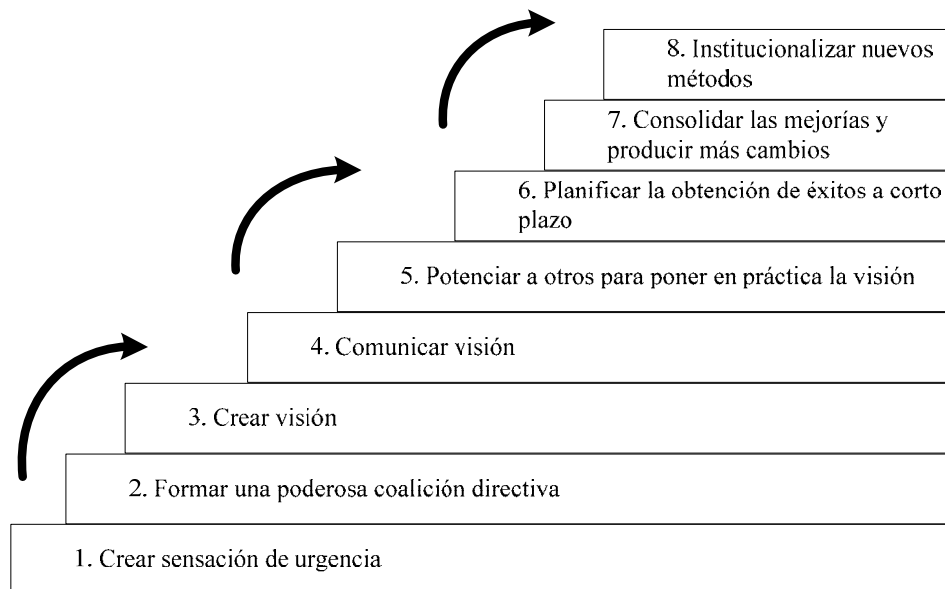 8. Institucionalizar nuevos
métodos
7. Consolidar las mejorías y
producir más cambios
6. Planificar la obtención de éxitos a corto
plazo
5. Potenciar a otros para poner en práctica la visión
4. Comunicar visión
3. Crear visión
2. Formar una poderosa coalición directiva
1. Crear sensación de urgencia